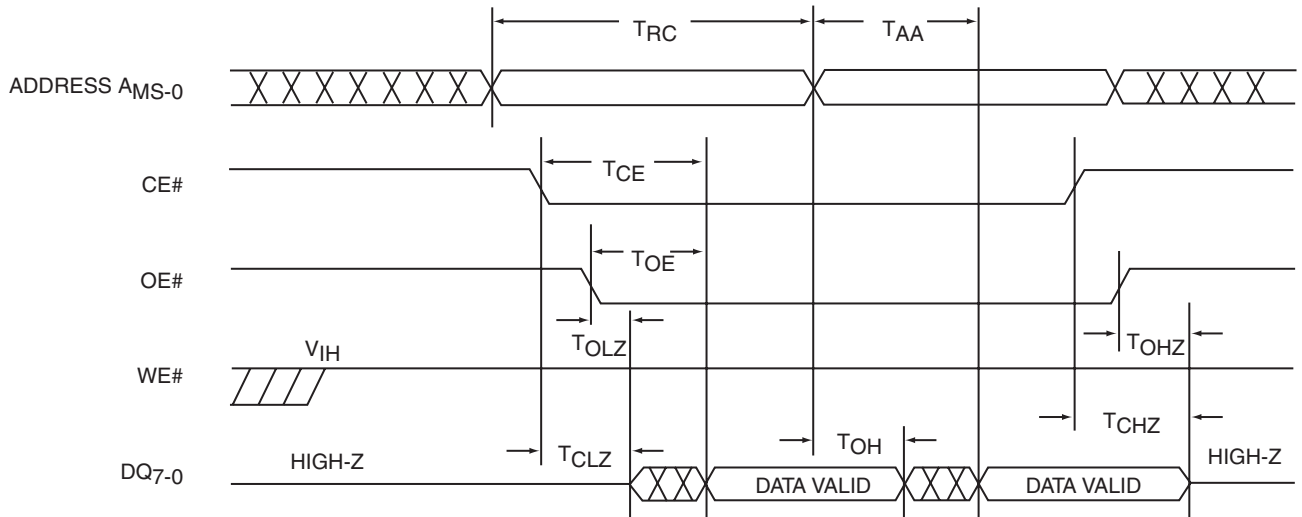 TRC TAA
ADDRESS AMS-0
TCE
CE#
TOE
OE#
TOLZ TOHZ
VIH
WE#
TCLZ TOH TCHZ
HIGH-Z HIGH-Z
DQ7-0
DATA VALID DATA VALID